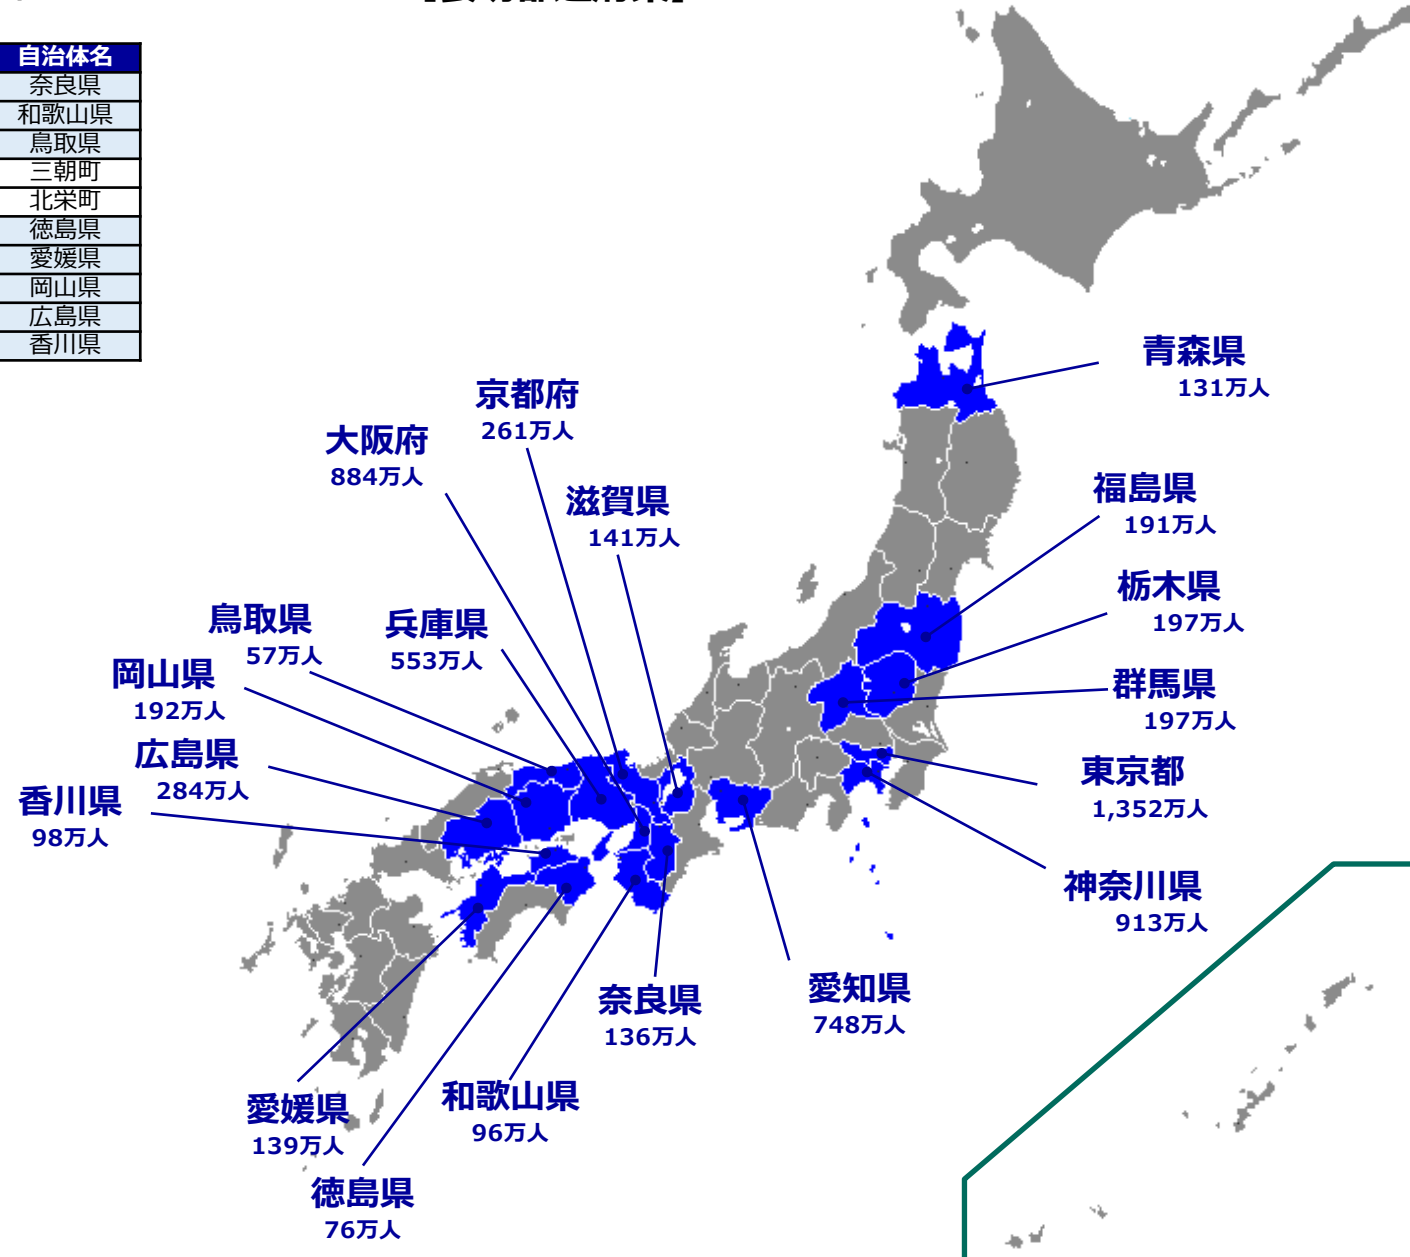 自治体名
奈良県
和歌山県
鳥取県
三朝町
北栄町
徳島県
愛媛県
岡山県
広島県
香川県
青森県
131万人
京都府
261万人
大阪府
884万人
滋賀県
141万人
福島県
191万人
栃木県
197万人
鳥取県
57万人
兵庫県
553万人
岡山県
192万人
群馬県
197万人
広島県
284万人
東京都
1,352万人
香川県
98万人
神奈川県
913万人
愛知県
748万人
奈良県
136万人
和歌山県
96万人
愛媛県
139万人
徳島県
76万人